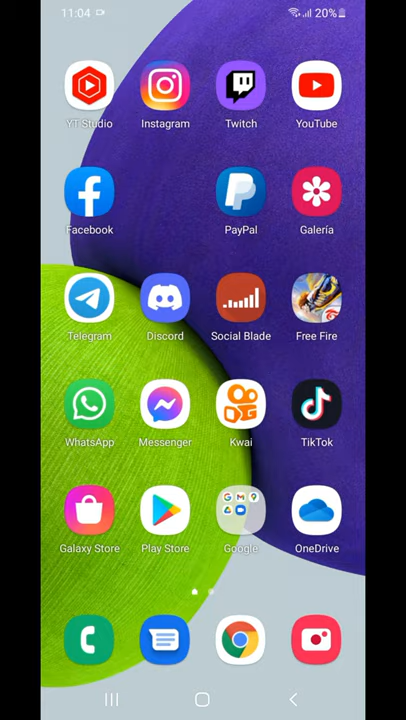 11:04 20%
YT Studio Instagram Twitch YouTube
Facebook PayPal Galería
Telegram Discord Social Blade Free Fire
WhatsApp Messenger Kwai TikTok
Galaxy Store Play Store Google OneDrive